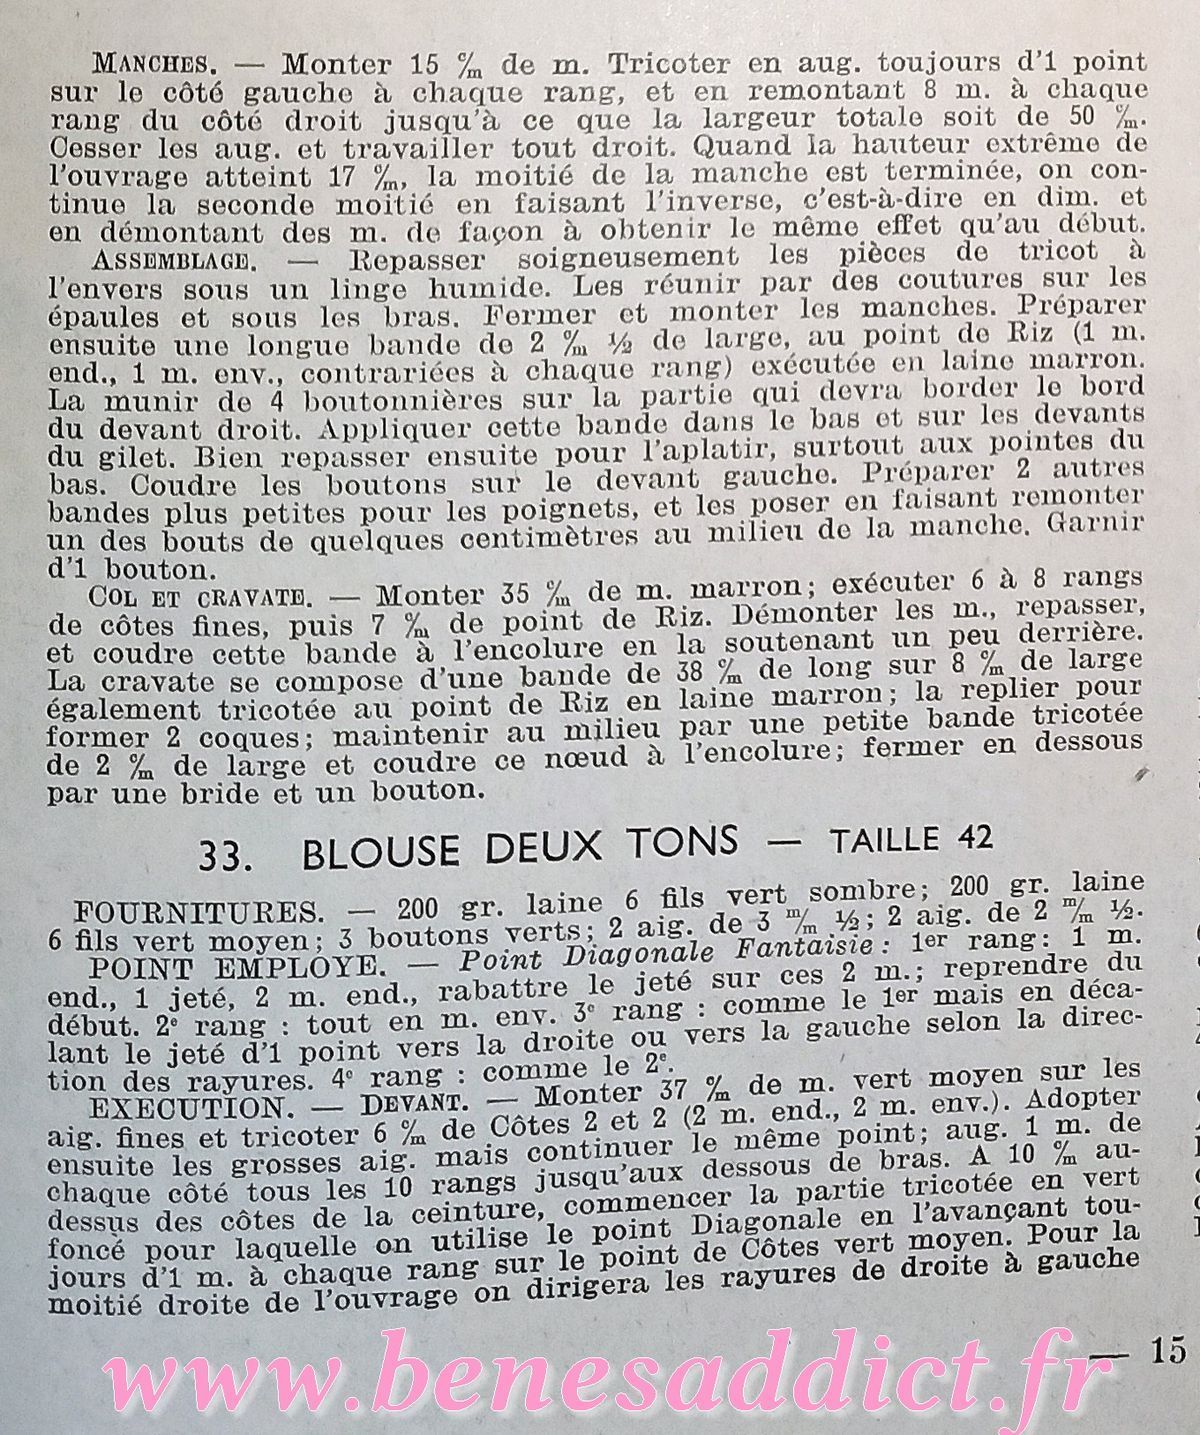 MANCHES. — Monter 15 c/m de m. Tricoter en aug. toujours d'1 point
sur le côté gauche à chaque rang, et en remontant 8 m. à chaque
rang du côté droit jusqu'à ce que la largeur totale soit de 50 c/m.
Cesser les aug. et travailler tout droit. Quand la hauteur extrême de
l'ouvrage atteint 17 c/m, la moitié de la manche est terminée, on con-
tinue la seconde moitié en faisant l'inverse, c'est-à-dire en dim. et
en démontant des m. de façon à obtenir le même effet qu'au début.
ASSEMBLAGE. — Repasser soigneusement les pièces de tricot à
l'envers sous un linge humide. Les réunir par des coutures sur les
épaules et sous les bras. Fermer et monter les manches. Préparer
ensuite une longue bande de 2 c/m ½ de large, au point de Riz (1 m.
end., 1 m. env., contrariées à chaque rang) exécutée en laine marron.
La munir de 4 boutonnières sur la partie qui devra border le bord
du devant droit. Appliquer cette bande dans le bas et sur les devants
du gilet. Bien repasser ensuite pour l'aplatir, surtout aux pointes du
bas. Coudre les boutons sur le devant gauche. Préparer 2 autres
bandes plus petites pour les poignets, et les poser en faisant remonter
un des bouts de quelques centimètres au milieu de la manche. Garnir
d'1 bouton.
COL ET CRAVATE. — Monter 35 c/m de m. marron; exécuter 6 à 8 rangs
de côtes fines, puis 7 c/m de point de Riz. Démonter les m., repasser,
et coudre cette bande à l'encolure en la soutenant un peu derrière.
La cravate se compose d'une bande de 38 c/m de long sur 8 c/m de large
également tricotée au point de Riz en laine marron; la replier pour
former 2 coques; maintenir au milieu par une petite bande tricotée
de 2 c/m de large et coudre ce nœud à l'encolure; fermer en dessous
par une bride et un bouton.
33. BLOUSE DEUX TONS — TAILLE 42
FOURNITURES. — 200 gr. laine 6 fils vert sombre; 200 gr. laine
6 fils vert moyen; 3 boutons verts; 2 aig. de 3 m/m ½; 2 aig. de 2 m/m ½.
POINT EMPLOYE. — Point Diagonale Fantaisie: 1er rang: 1 m.
end., 1 jeté, 2 m. end., rabattre le jeté sur ces 2 m.; reprendre du
début. 2e rang : tout en m. env. 3e rang : comme le 1er mais en déca-
lant le jeté d'1 point vers la droite ou vers la gauche selon la direc-
tion des rayures. 4e rang : comme le 2e.
EXECUTION. — DEVANT. — Monter 37 c/m de m. vert moyen sur les
aig. fines et tricoter 6 c/m de Côtes 2 et 2 (2 m. end., 2 m. env.). Adopter
ensuite les grosses aig. mais continuer le même point; aug. 1 m. de
chaque côté tous les 10 rangs jusqu'aux dessous de bras. A 10 c/m au-
dessus des côtes de la ceinture, commencer la partie tricotée en vert
foncé pour laquelle on utilise le point Diagonale en l'avançant tou-
jours d'1 m. à chaque rang sur le point de Côtes vert moyen. Pour la
moitié droite de l'ouvrage on dirigera les rayures de droite à gauche
— 15
www.benesaddict.fr